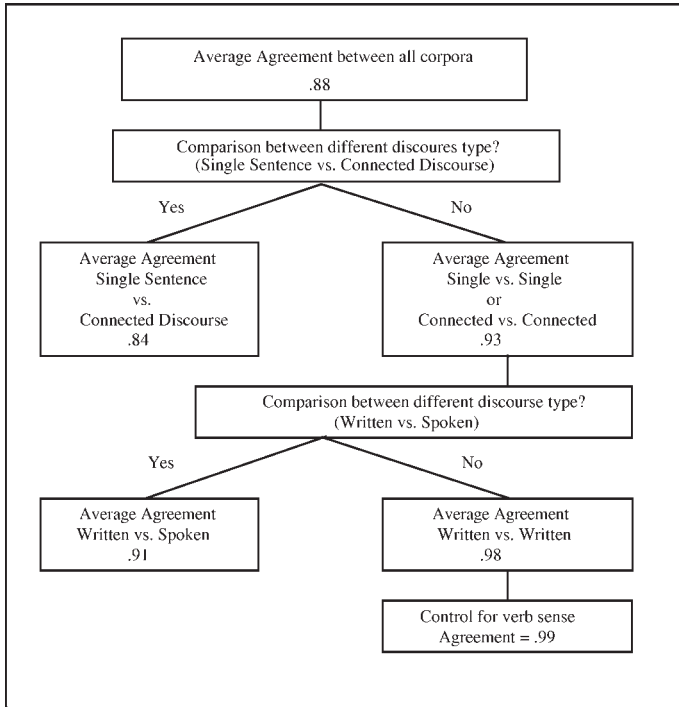 Average Agreement between all corpora
.88
Comparison between different discoures type?
(Single Sentence vs. Connected Discourse)
Yes
No
Average Agreement
Single Sentence
vs.
Connected Discourse
.84
Average Agreement
Single vs. Single
or
Connected vs. Connected
.93
Comparison between different discourse type?
(Written vs. Spoken)
Yes
No
Average Agreement
Written vs. Spoken
.91
Average Agreement
Written vs. Written
.98
Control for verb sense
Agreement = .99